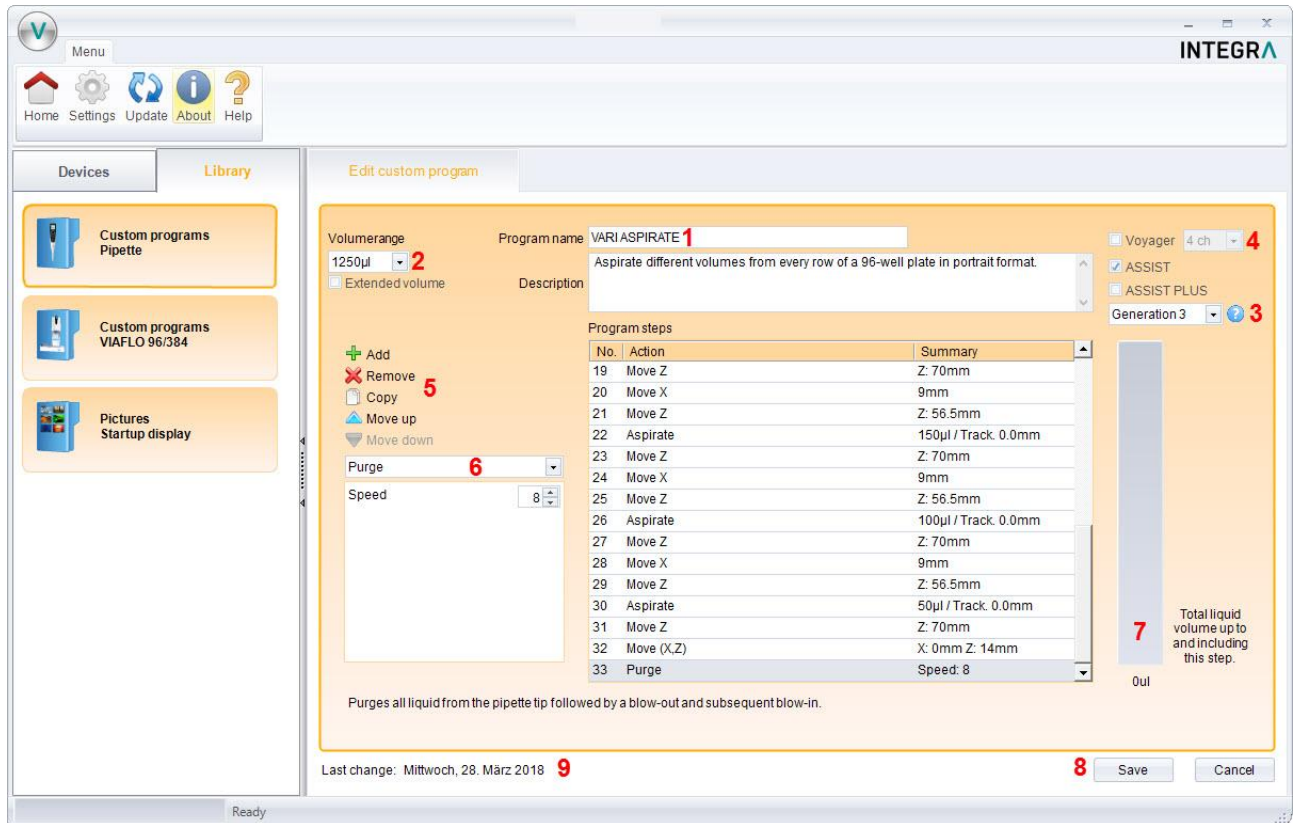 V
Menu
INTEGRA
Home Settings Update About Help
Devices
Library
Edit custom program
Custom programs
Pipette
Custom programs
VIAFLO 96/384
Pictures
Startup display
Volumerange
1250µl 2
Extended volume
Program name VARI ASPIRATE 1
Description
Aspirate different volumes from every row of a 96-well plate in portrait format.
Voyager 4 ch 4
ASSIST
ASSIST PLUS
Generation 3 ? 3
Add
Remove
Copy
Move up
Move down
5
Purge 6
Speed 8
Program steps
No. Action Summary
19 Move Z Z: 70mm
20 Move X 9mm
21 Move Z Z: 56.5mm
22 Aspirate 150µl / Track. 0.0mm
23 Move Z Z: 70mm
24 Move X 9mm
25 Move Z Z: 56.5mm
26 Aspirate 100µl / Track. 0.0mm
27 Move Z Z: 70mm
28 Move X 9mm
29 Move Z Z: 56.5mm
30 Aspirate 50µl / Track. 0.0mm
31 Move Z Z: 70mm
32 Move (X,Z) X: 0mm Z: 14mm
33 Purge Speed: 8
7
Total liquid
volume up to
and including
this step.
0ul
Purges all liquid from the pipette tip followed by a blow-out and subsequent blow-in.
Last change: Mittwoch, 28. März 2018 9
8 Save Cancel
Ready